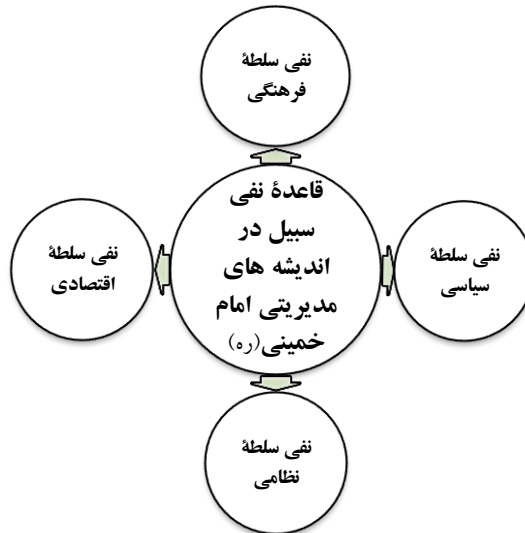 نفی سلطهٔ
فرهنگی
قاعدهٔ نفی
سبیل در
اندیشه های
مدیریتی امام
خمینی(ره)
نفی سلطهٔ
سیاسی
نفی سلطهٔ
اقتصادی
نفی سلطهٔ
نظامی